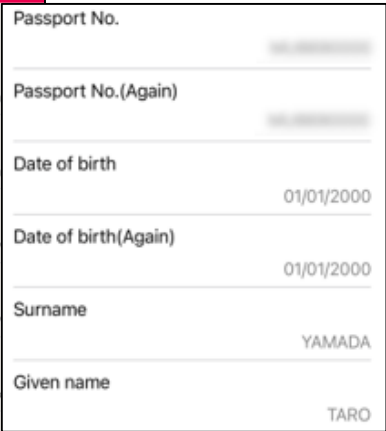 Passport No.
Passport No.(Again)
Date of birth
01/01/2000
Date of birth(Again)
01/01/2000
Surname
YAMADA
Given name
TARO